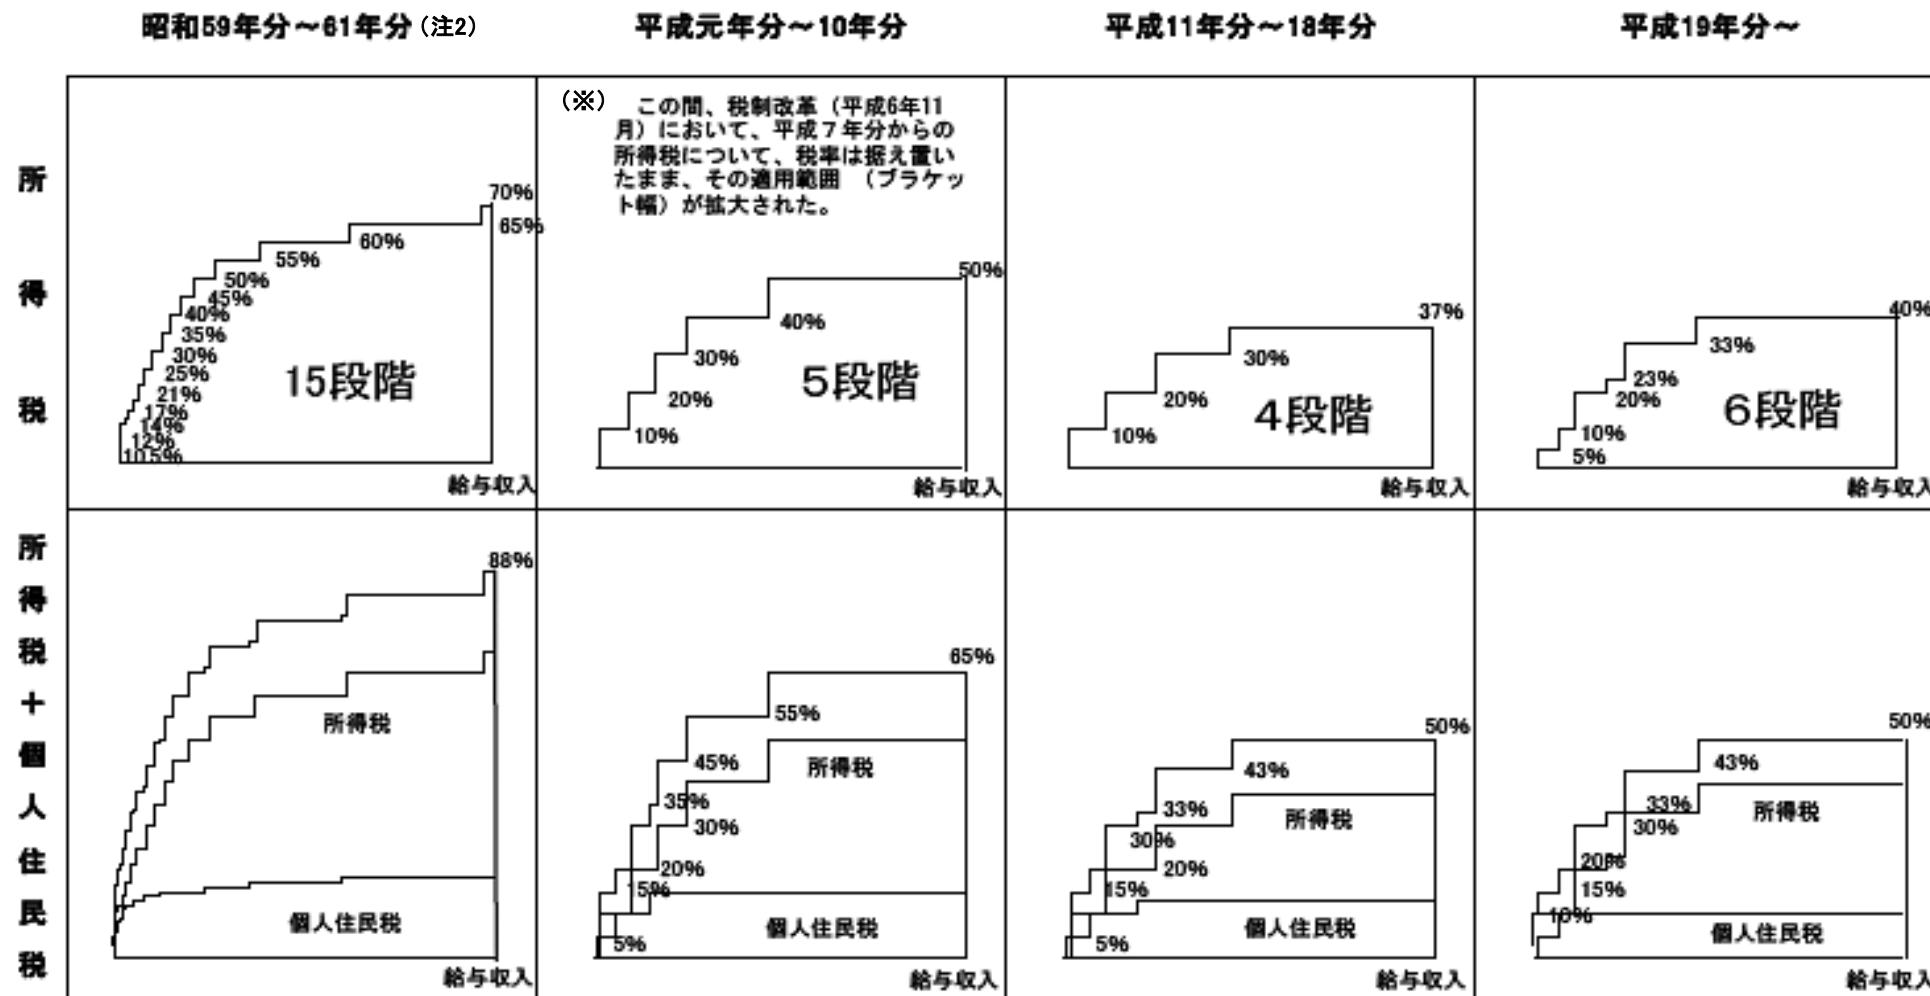 昭和59年分～61年分（注2）
平成元年分～10年分
平成11年分～18年分
平成19年分～
所得税
70%
65%
60%
55%
50%
45%
40%
35%
30%
25%
21%
17%
14%
12%
10.5%
15段階
給与収入
（※）　この間、税制改革（平成6年11
月）において、平成７年分からの
所得税について、税率は据え置い
たまま、その適用範囲　（ブラケッ
ト幅）が拡大された。
50%
40%
30%
20%
10%
５段階
給与収入
37%
30%
20%
10%
４段階
給与収入
40%
33%
23%
20%
10%
5%
６段階
給与収入
所得税＋個人住民税
88%
所得税
個人住民税
給与収入
65%
55%
45%
所得税
35%
30%
20%
15%
個人住民税
5%
給与収入
50%
43%
33%
所得税
30%
20%
15%
個人住民税
5%
給与収入
50%
43%
33%
所得税
30%
20%
15%
10%
個人住民税
給与収入